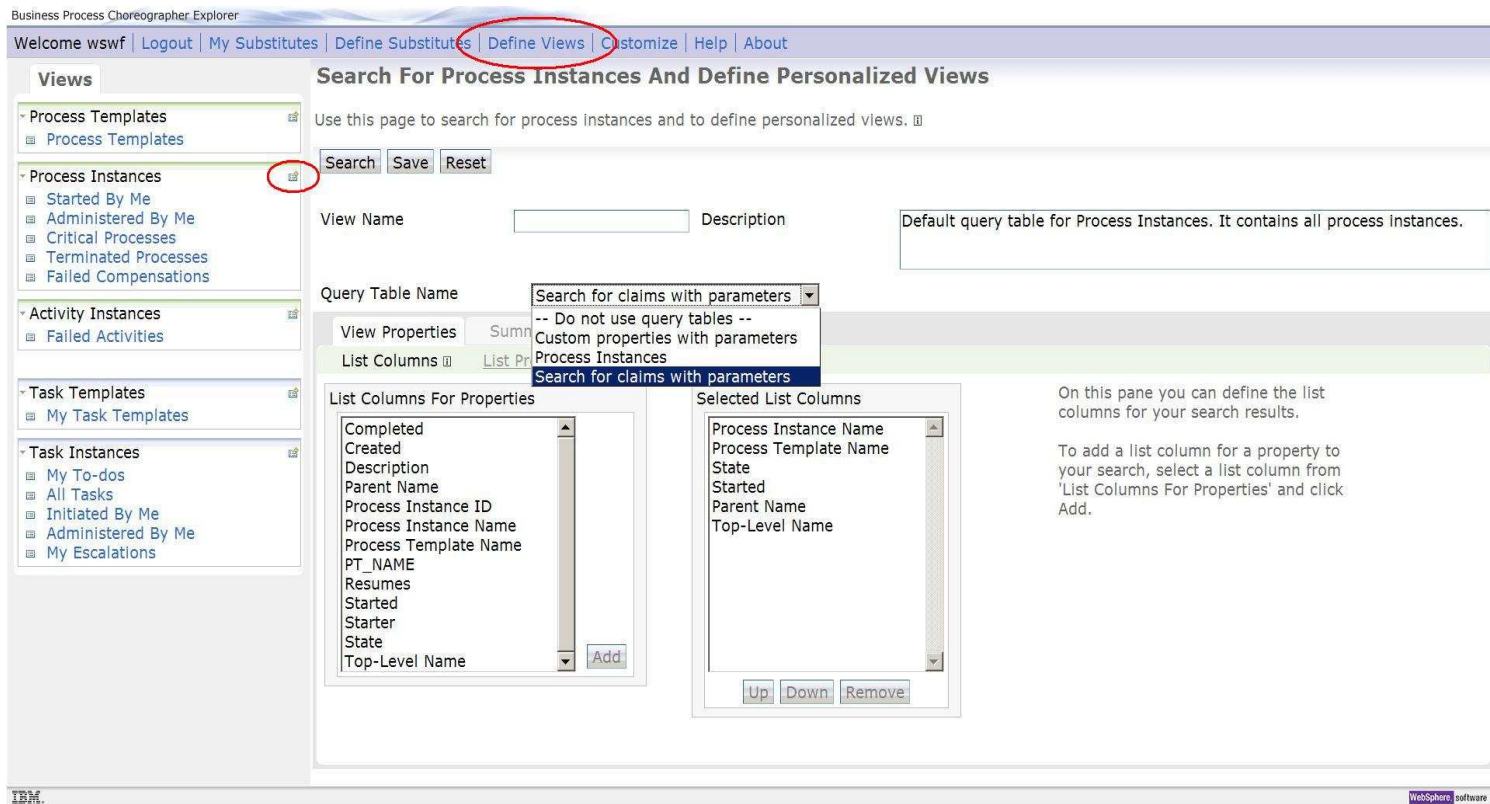 Business Process Choreographer Explorer
Welcome wswf | Logout | My Substitutes | Define Substitutes | Define Views | Customize | Help | About
Views
Process Templates
Process Templates
Process Instances
Started By Me
Administered By Me
Critical Processes
Terminated Processes
Failed Compensations
Activity Instances
Failed Activities
Task Templates
My Task Templates
Task Instances
My To-dos
All Tasks
Initiated By Me
Administered By Me
My Escalations
Search For Process Instances And Define Personalized Views
Use this page to search for process instances and to define personalized views.
Search Save Reset
View Name
Description
Default query table for Process Instances. It contains all process instances.
Query Table Name
Search for claims with parameters
-- Do not use query tables --
Custom properties with parameters
Process Instances
Search for claims with parameters
View Properties
List Columns
List Columns For Properties
Completed
Created
Description
Parent Name
Process Instance ID
Process Instance Name
Process Template Name
PT_NAME
Resumes
Started
Starter
State
Top-Level Name
Add
Selected List Columns
Process Instance Name
Process Template Name
State
Started
Parent Name
Top-Level Name
Up Down Remove
On this pane you can define the list
columns for your search results.
To add a list column for a property to
your search, select a list column from
'List Columns For Properties' and click
Add.
IBM.
WebSphere. software